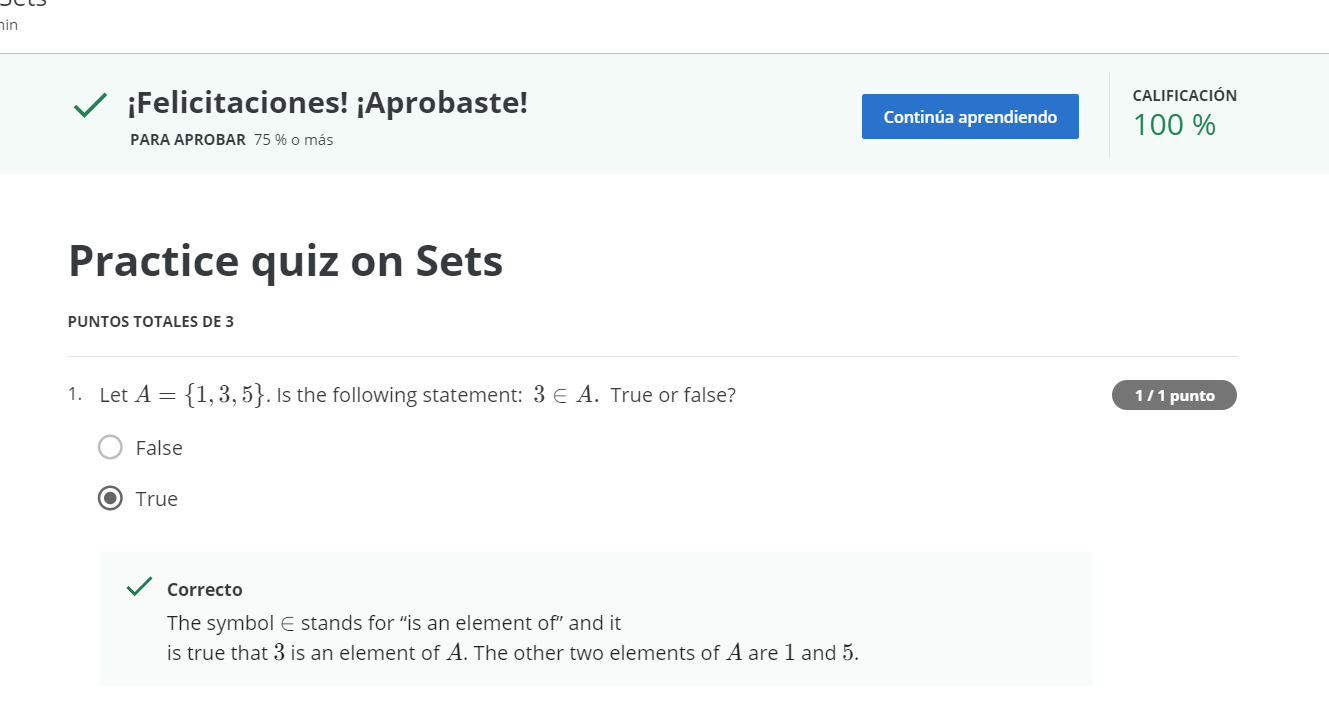 ¡Felicitaciones! ¡Aprobaste!
PARA APROBAR 75 % o más
Continúa aprendiendo
CALIFICACIÓN
100 %
Practice quiz on Sets
PUNTOS TOTALES DE 3
1. Let A = {1, 3, 5}. Is the following statement: 3 ∈ A. True or false?
1 / 1 punto
False
True
Correcto
The symbol ∈ stands for “is an element of” and it
is true that 3 is an element of A. The other two elements of A are 1 and 5.